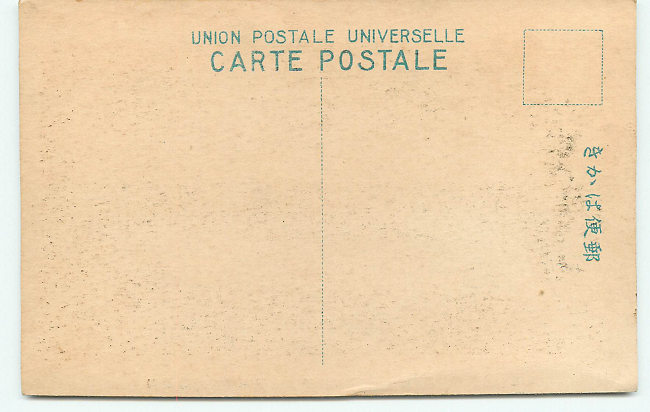 UNION POSTALE UNIVERSELLE
CARTE POSTALE
きかは便郵